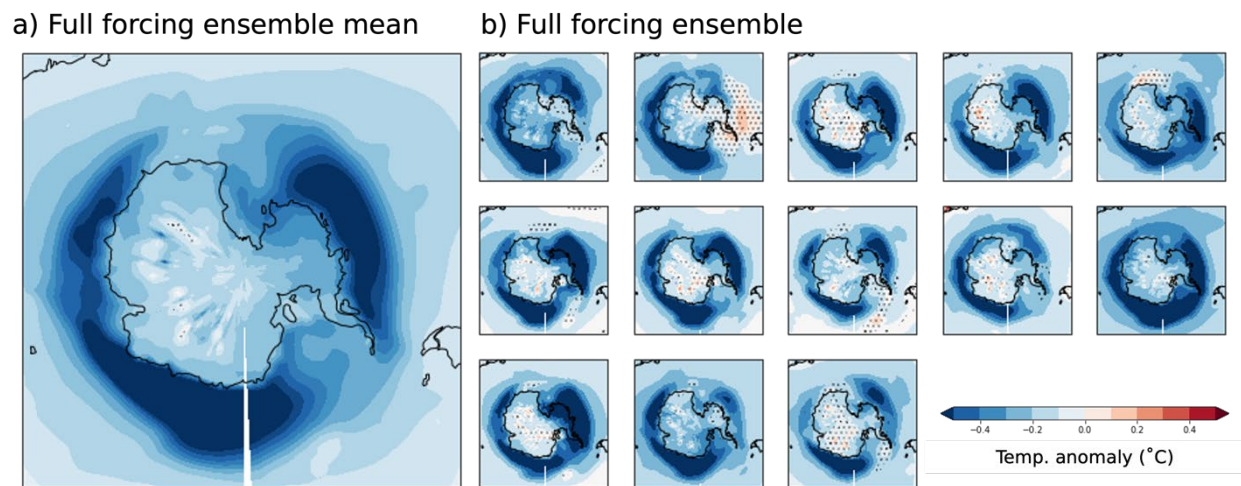 a) Full forcing ensemble mean
b) Full forcing ensemble
−0.4 −0.2 0.0 0.2 0.4
Temp. anomaly (˚C)